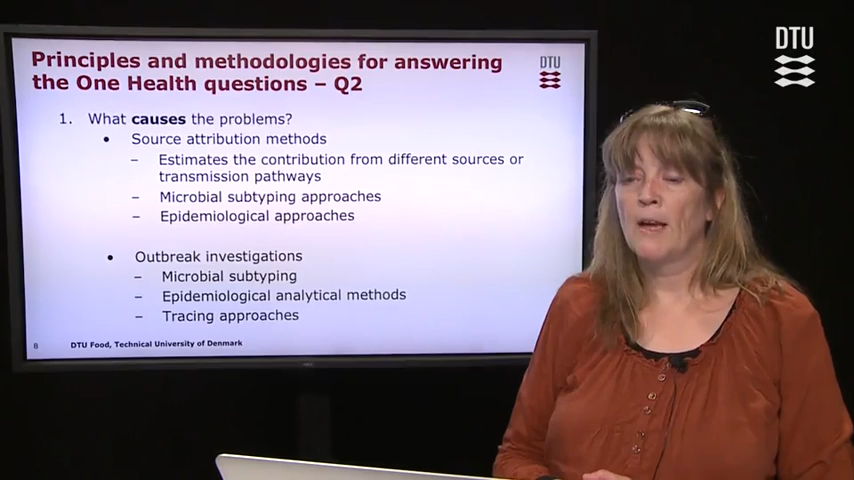 Principles and methodologies for answering
the One Health questions – Q2
DTU
1. What causes the problems?
• Source attribution methods
– Estimates the contribution from different sources or
transmission pathways
– Microbial subtyping approaches
– Epidemiological approaches
• Outbreak investigations
– Microbial subtyping
– Epidemiological analytical methods
– Tracing approaches
8 DTU Food, Technical University of Denmark
DTU